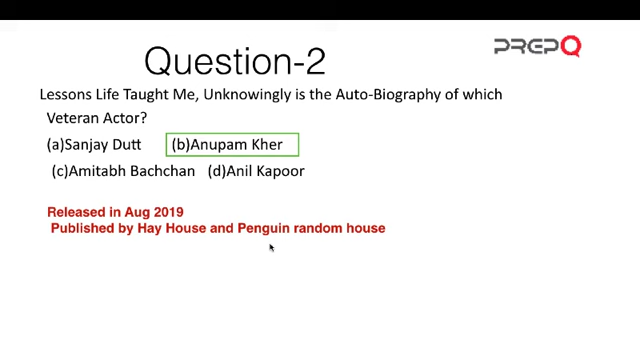 PREPQ
Question-2
Lessons Life Taught Me, Unknowingly is the Auto-Biography of which
Veteran Actor?
(a)Sanjay Dutt (b)Anupam Kher
(c)Amitabh Bachchan (d)Anil Kapoor
Released in Aug 2019
Published by Hay House and Penguin random house